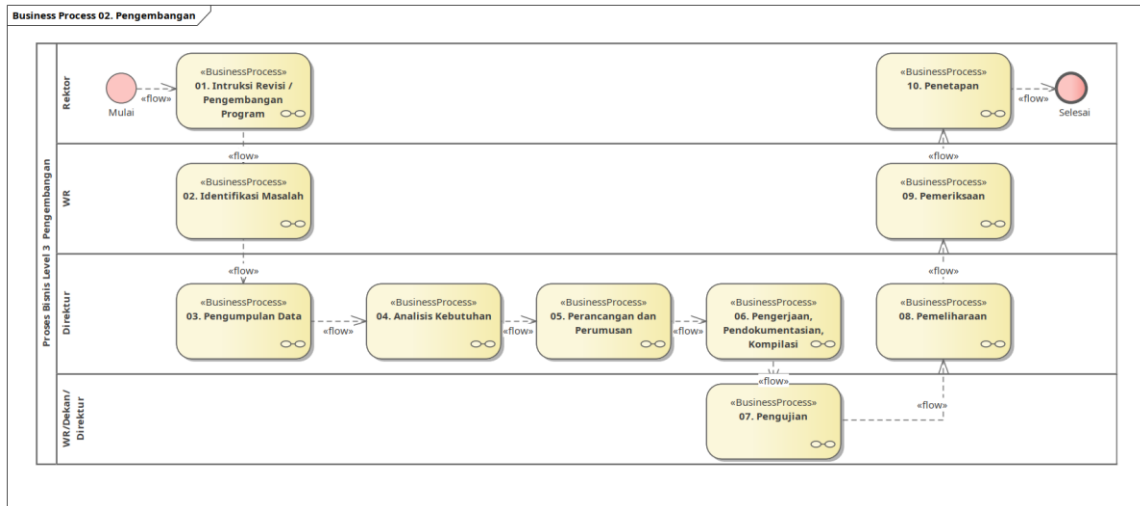 Business Process 02. Pengembangan
Proses Bisnis Level 3 Pengembangan
Rektor
Mulai
«flow»
«BusinessProcess»
01. Intruksi Revisi /
Pengembangan
Program
«BusinessProcess»
10. Penetapan
«flow»
Selesai
«flow»
«flow»
WR
«BusinessProcess»
02. Identifikasi Masalah
«BusinessProcess»
09. Pemeriksaan
«flow»
«flow»
Direktur
«BusinessProcess»
03. Pengumpulan Data
«flow»
«BusinessProcess»
04. Analisis Kebutuhan
«flow»
«BusinessProcess»
05. Perancangan dan
Perumusan
«flow»
«BusinessProcess»
06. Pengerjaan,
Pendokumentasian,
Kompilasi
«BusinessProcess»
08. Pemeliharaan
«flow»
WR/Dekan/
Direktur
«BusinessProcess»
07. Pengujian
«flow»